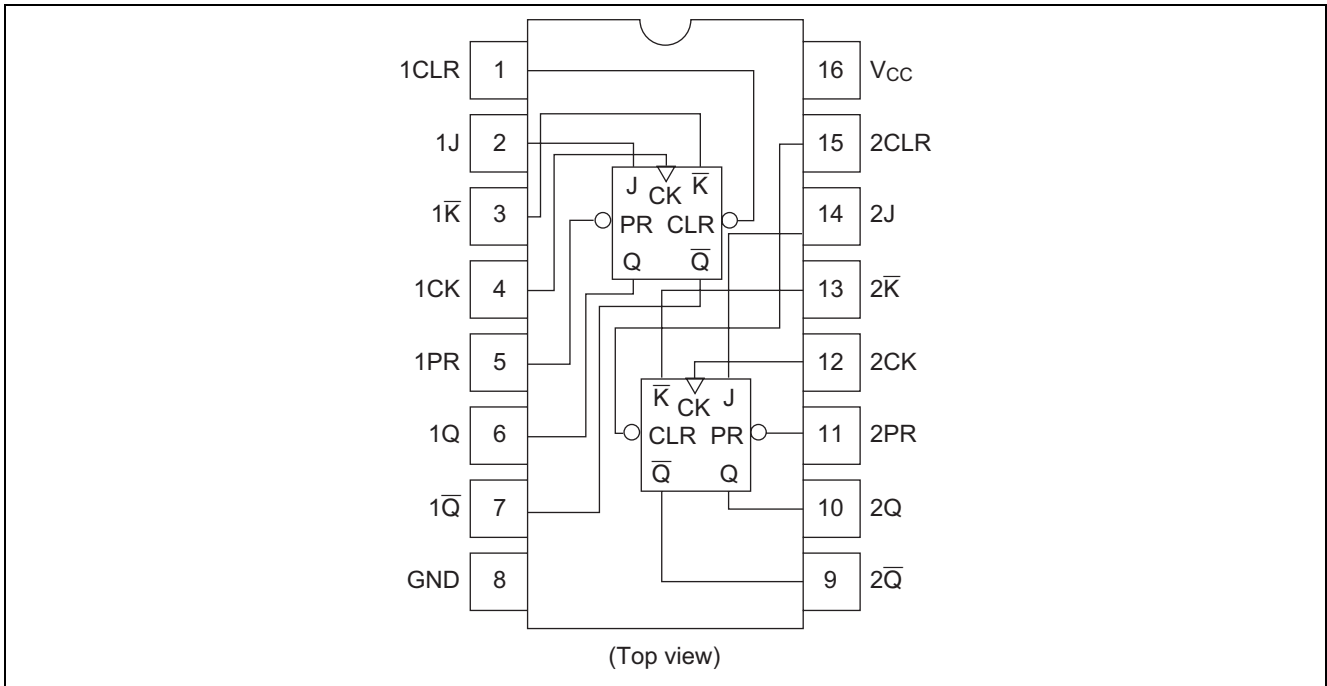 1CLR 1 16 V_CC
1J 2 15 2CLR
1K̅ 3 14 2J
1CK 4 13 2K̅
1PR 5 12 2CK
1Q 6 11 2PR
1Q̅ 7 10 2Q
GND 8 9 2Q̅
J CK K̅
PR CLR
Q Q̅
K̅ CK J
CLR PR
Q̅ Q
(Top view)